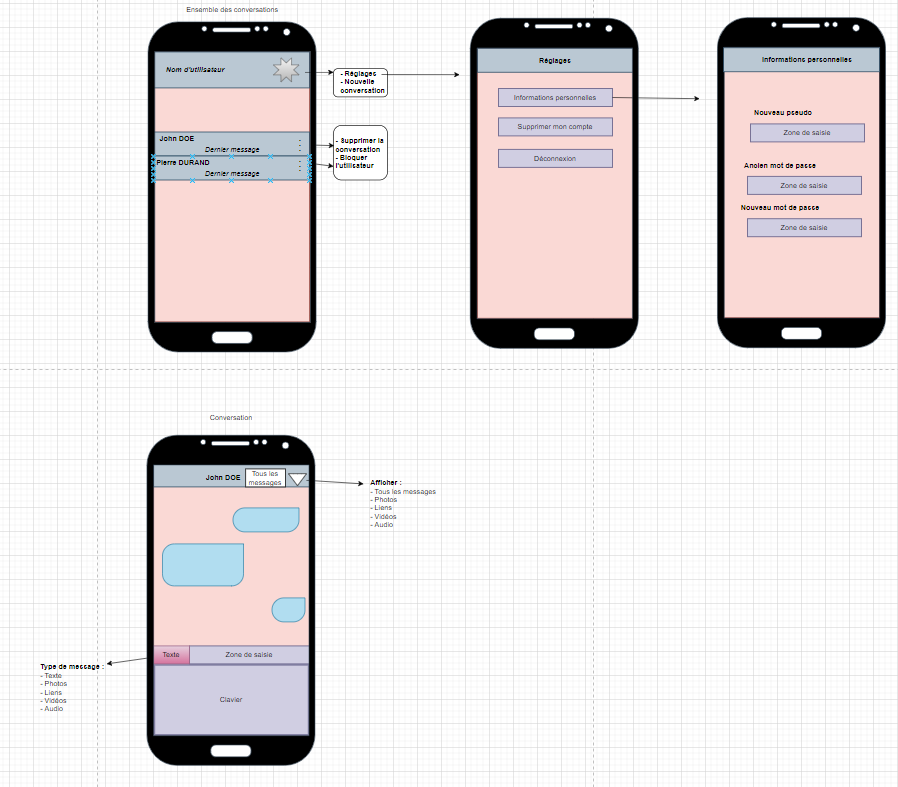 Ensemble des conversations
Nom d'utlisateur
- Réglages
- Nouvelle
conversation
John DOE
Dernier message
Pierre DURAND
Dernier message
- Supprimer la
conversation
- Bloquer
l'utilisateur
Réglages
Informations personnelles
Supprimer mon compte
Déconnexion
Informations personnelles
Nouveau pseudo
Zone de saisie
Ancien mot de passe
Zone de saisie
Nouveau mot de passe
Zone de saisie
Conversation
John DOE
Tous les
messages
Afficher :
- Tous les messages
- Photos
- Liens
- Vidéos
- Audio
Texte
Zone de saisie
Clavier
Type de message :
- Texte
- Photos
- Liens
- Vidéos
- Audio